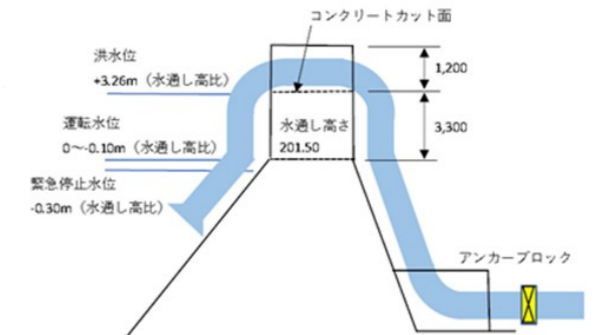 コンクリートカット面
洪水位
+3.26m（水通し高比）
1,200
運転水位
0～-0.10m（水通し高比）
水通し高さ
201.50
3,300
緊急停止水位
-0.30m（水通し高比）
アンカーブロック